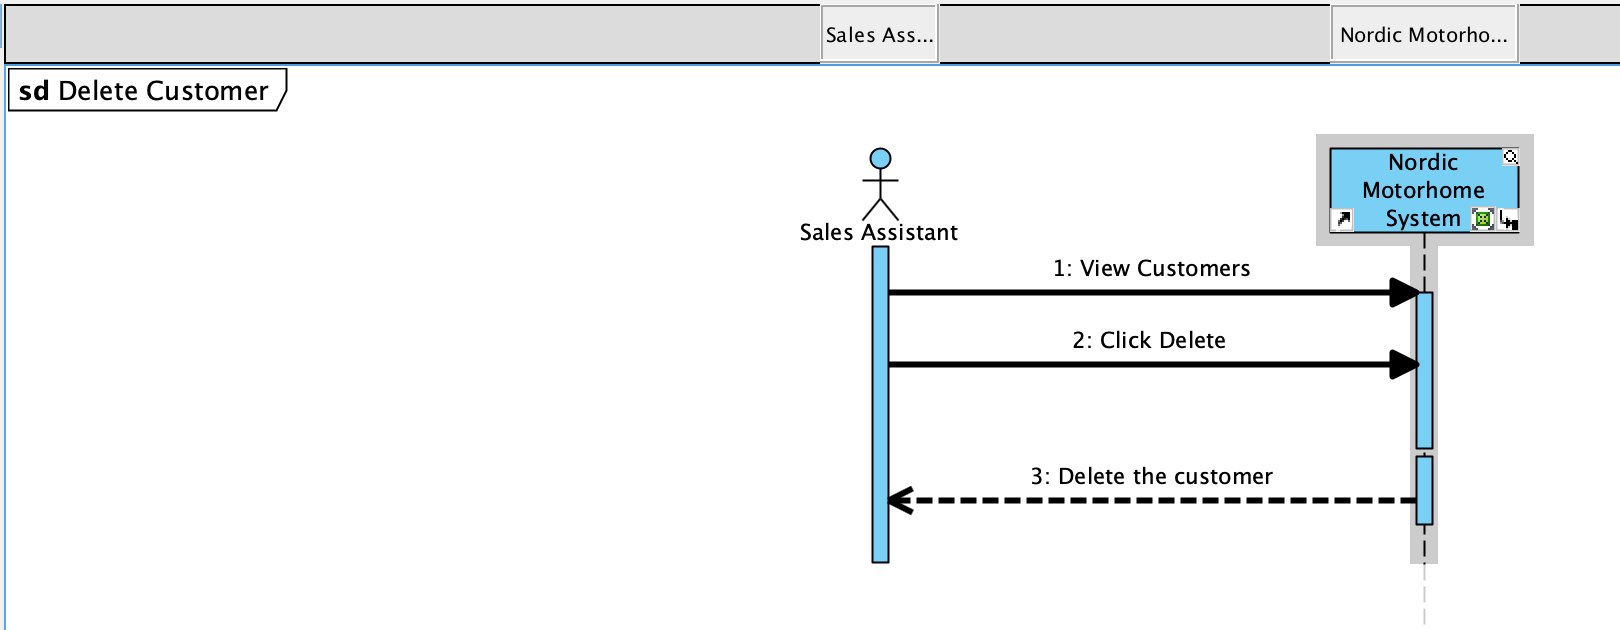 Sales Ass...
Nordic Motorho...
sd Delete Customer
Nordic
Motorhome
System
Sales Assistant
1: View Customers
2: Click Delete
3: Delete the customer